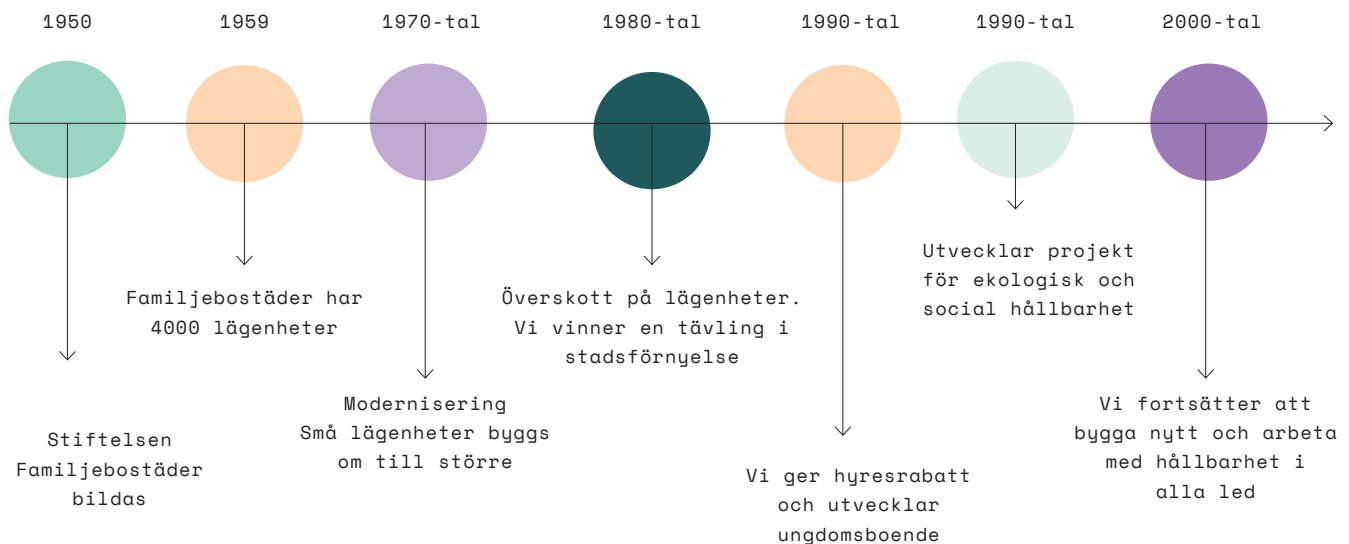 1950
1959
1970-tal
1980-tal
1990-tal
1990-tal
2000-tal
Stiftelsen
Familjebostäder
bildas
Familjebostäder har
4000 lägenheter
Modernisering
Små lägenheter byggs
om till större
Överskott på lägenheter.
Vi vinner en tävling i
stadsförnyelse
Vi ger hyresrabatt
och utvecklar
ungdomsboende
Utvecklar projekt
för ekologisk och
social hållbarhet
Vi fortsätter att
bygga nytt och arbeta
med hållbarhet i
alla led